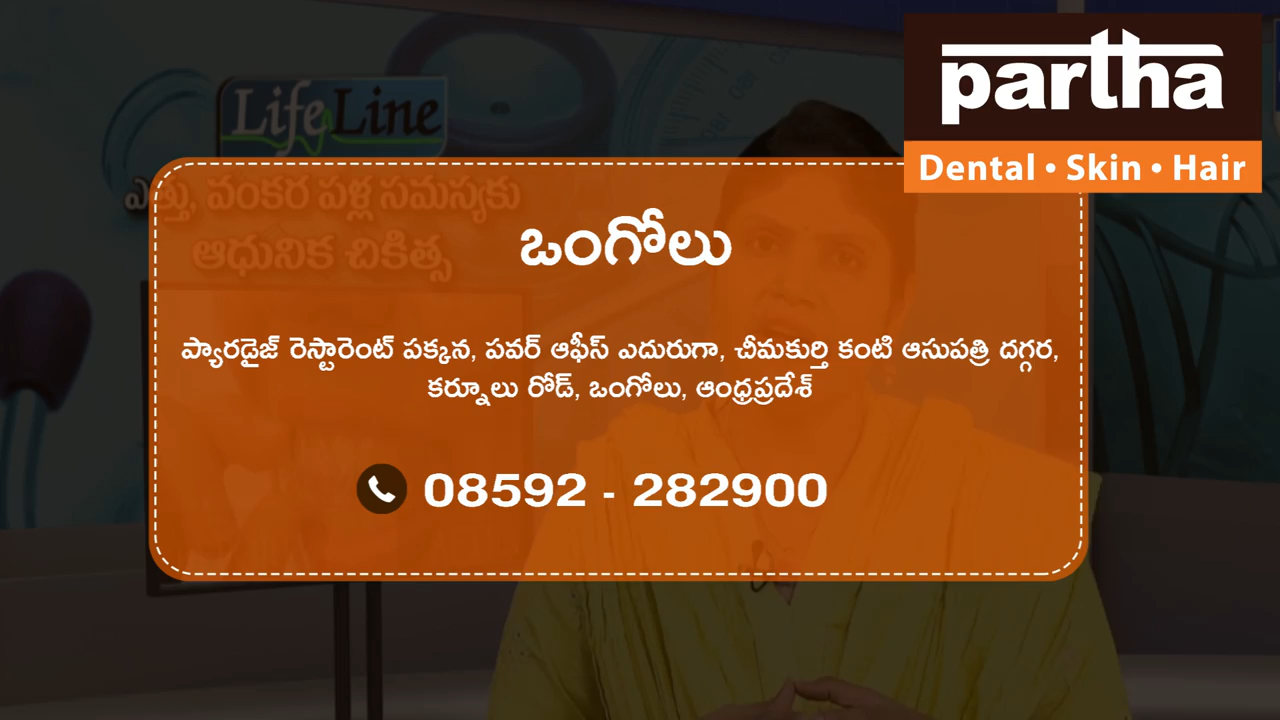 partha
Dental • Skin • Hair
LifeLine
ఎత్తు, వంకర పళ్ల సమస్యకు
ఆధునిక చికిత్స
ఒంగోలు
ప్యారడైజ్ రెస్టారెంట్ పక్కన, పవర్ ఆఫీస్ ఎదురుగా, చీమకుర్తి కంటి ఆసుపత్రి దగ్గర,
కర్నూలు రోడ్, ఒంగోలు, ఆంధ్రప్రదేశ్
08592 - 282900